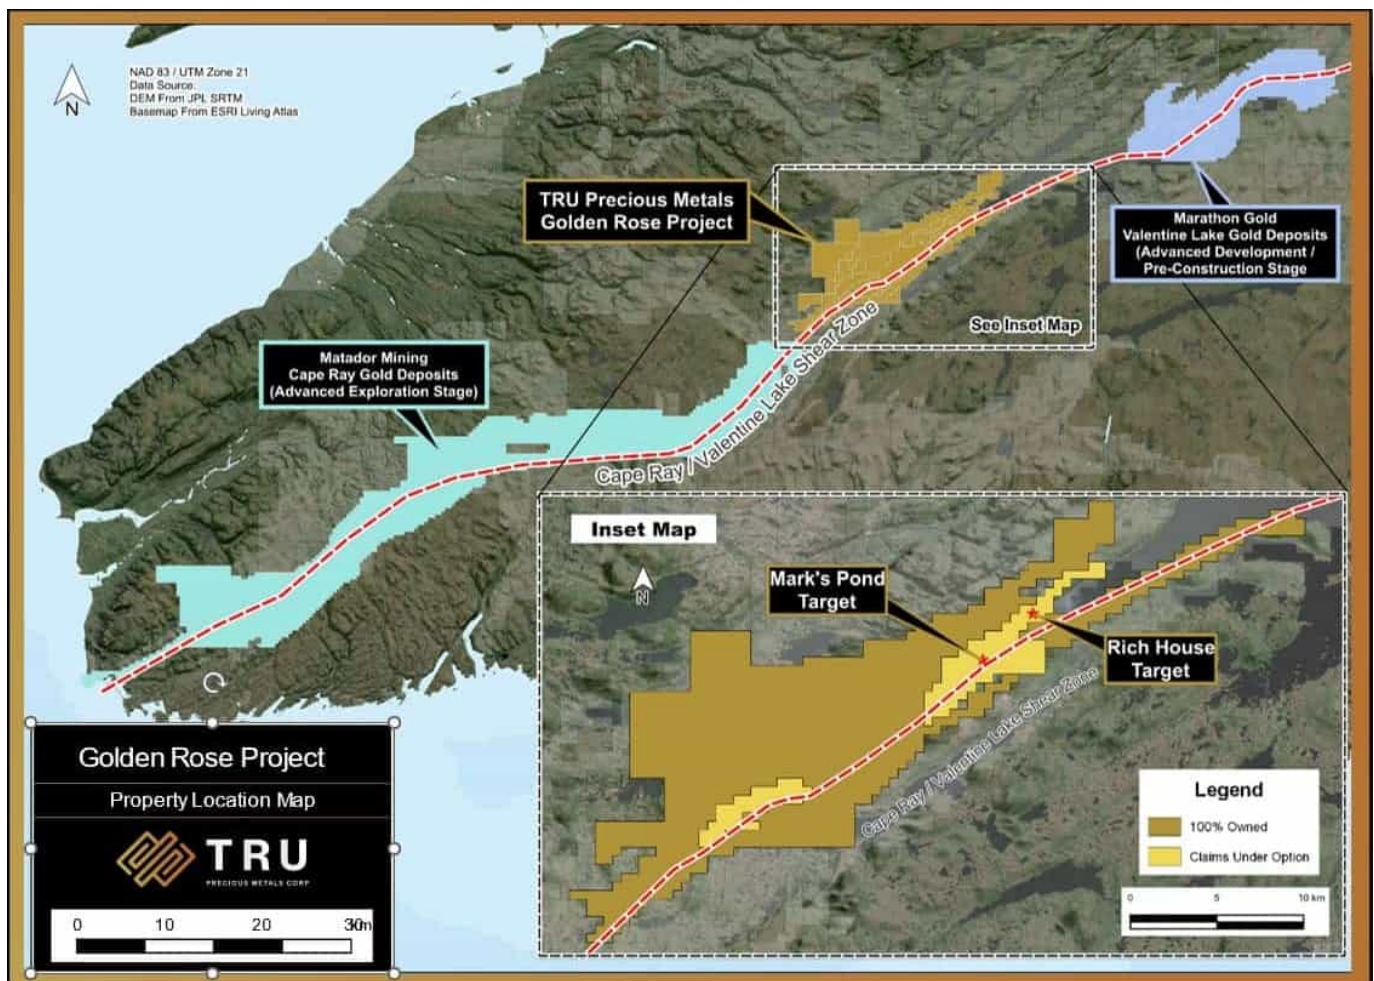 NAD 83 / UTM Zone 21
Data Source:
DEM From JPL SRTM
Basemap From ESRI Living Atlas
N
TRU Precious Metals
Golden Rose Project
Marathon Gold
Valentine Lake Gold Deposits
(Advanced Development /
Pre-Construction Stage
See Inset Map
Matador Mining
Cape Ray Gold Deposits
(Advanced Exploration Stage)
Cape Ray / Valentine Lake Shear Zone
Inset Map
N
Mark's Pond
Target
Rich House
Target
Cape Ray / Valentine Lake Shear Zone
Legend
100% Owned
Claims Under Option
0 5 10 km
Golden Rose Project
Property Location Map
TRU
PRECIOUS METALS CORP
0 10 20 30 km